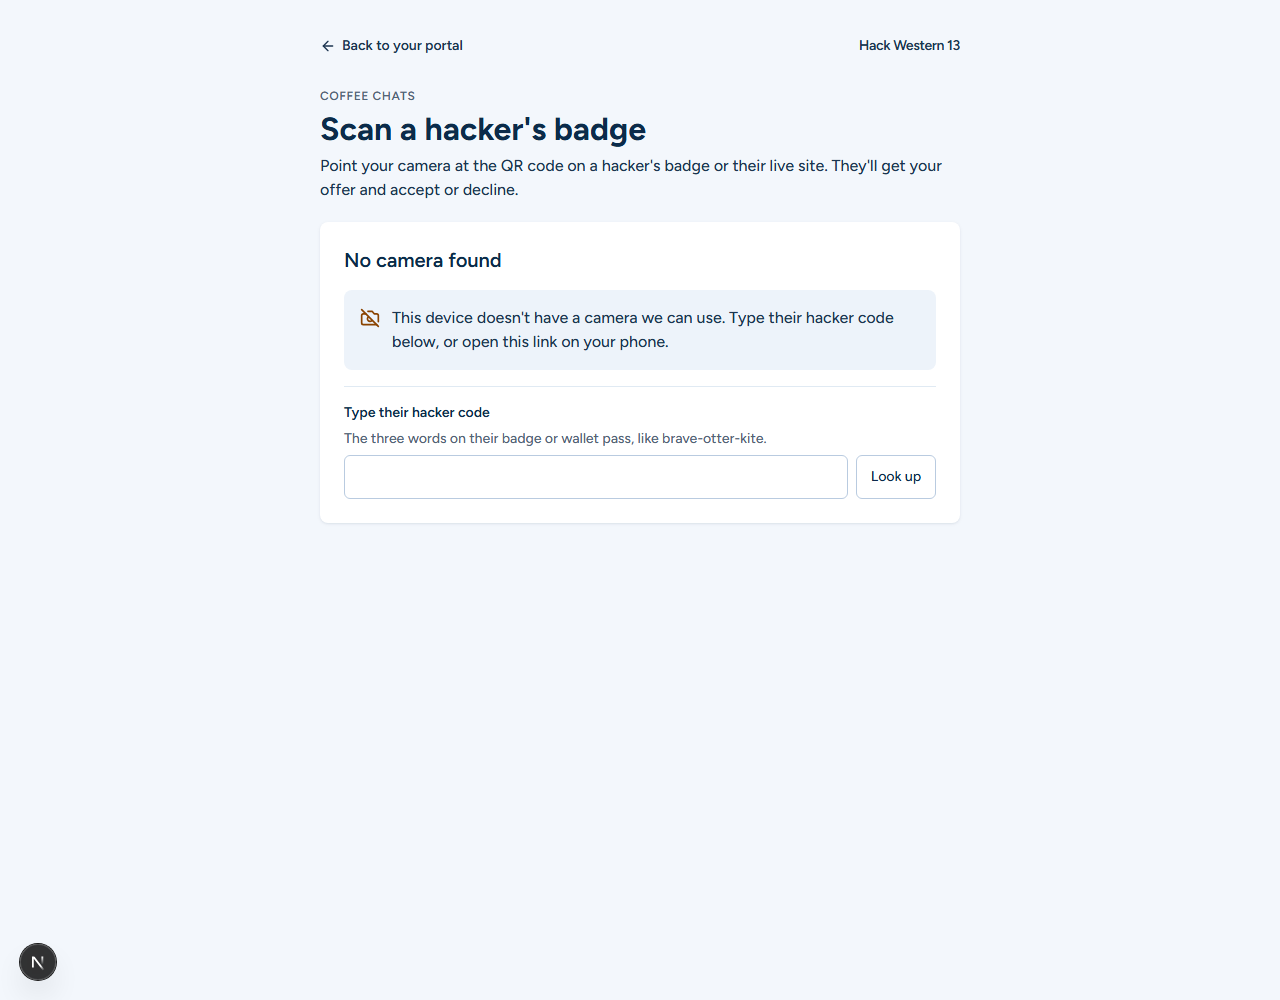 Back to your portal
Hack Western 13
COFFEE CHATS
Scan a hacker's badge
Point your camera at the QR code on a hacker's badge or their live site. They'll get your
offer and accept or decline.
No camera found
This device doesn't have a camera we can use. Type their hacker code
below, or open this link on your phone.
Type their hacker code
The three words on their badge or wallet pass, like brave-otter-kite.
Look up
N